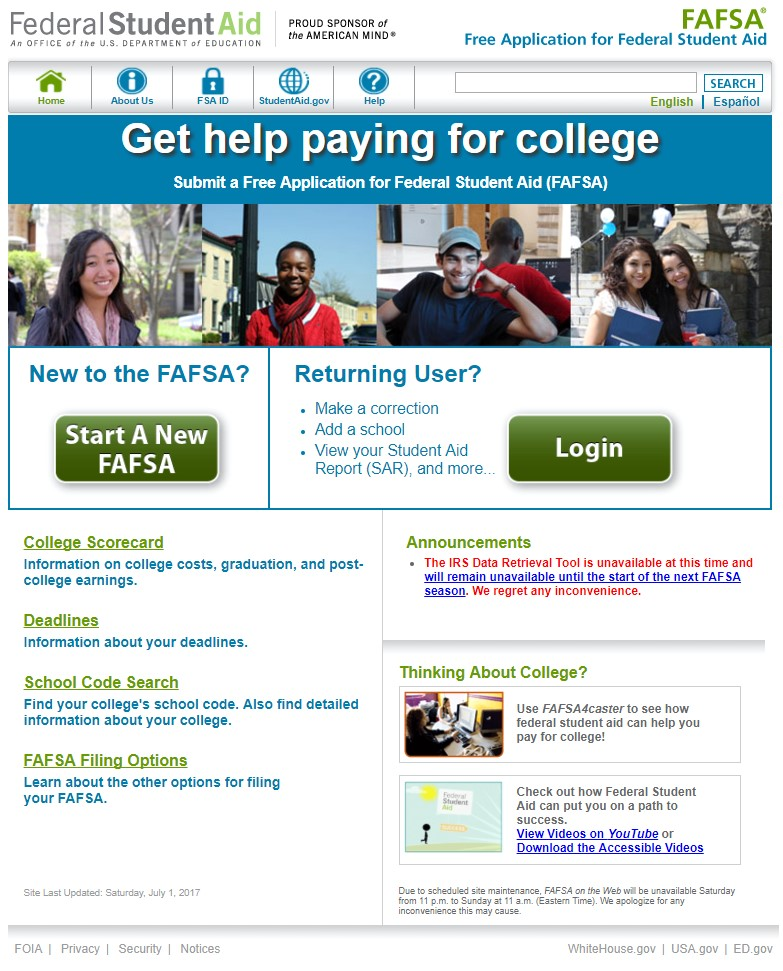 Federal Student Aid
An OFFICE of the U.S. DEPARTMENT of EDUCATION
PROUD SPONSOR of
the AMERICAN MIND®
FAFSA®
Free Application for Federal Student Aid
Home
About Us
FSA ID
StudentAid.gov
Help
SEARCH
English | Español
Get help paying for college
Submit a Free Application for Federal Student Aid (FAFSA)
New to the FAFSA?
Start A New
FAFSA
Returning User?
• Make a correction
• Add a school
• View your Student Aid
Report (SAR), and more...
Login
College Scorecard
Information on college costs, graduation, and post-
college earnings.
Deadlines
Information about your deadlines.
School Code Search
Find your college's school code. Also find detailed
information about your college.
FAFSA Filing Options
Learn about the other options for filing
your FAFSA.
Site Last Updated: Saturday, July 1, 2017
Announcements
• The IRS Data Retrieval Tool is unavailable at this time and
will remain unavailable until the start of the next FAFSA
season. We regret any inconvenience.
Thinking About College?
Use FAFSA4caster to see how
federal student aid can help you
pay for college!
Federal
Student
Aid
Check out how Federal Student
Aid can put you on a path to
success.
View Videos on YouTube or
Download the Accessible Videos
Due to scheduled site maintenance, FAFSA on the Web will be unavailable Saturday
from 11 p.m. to Sunday at 11 a.m. (Eastern Time). We apologize for any
inconvenience this may cause.
FOIA | Privacy | Security | Notices
WhiteHouse.gov | USA.gov | ED.gov